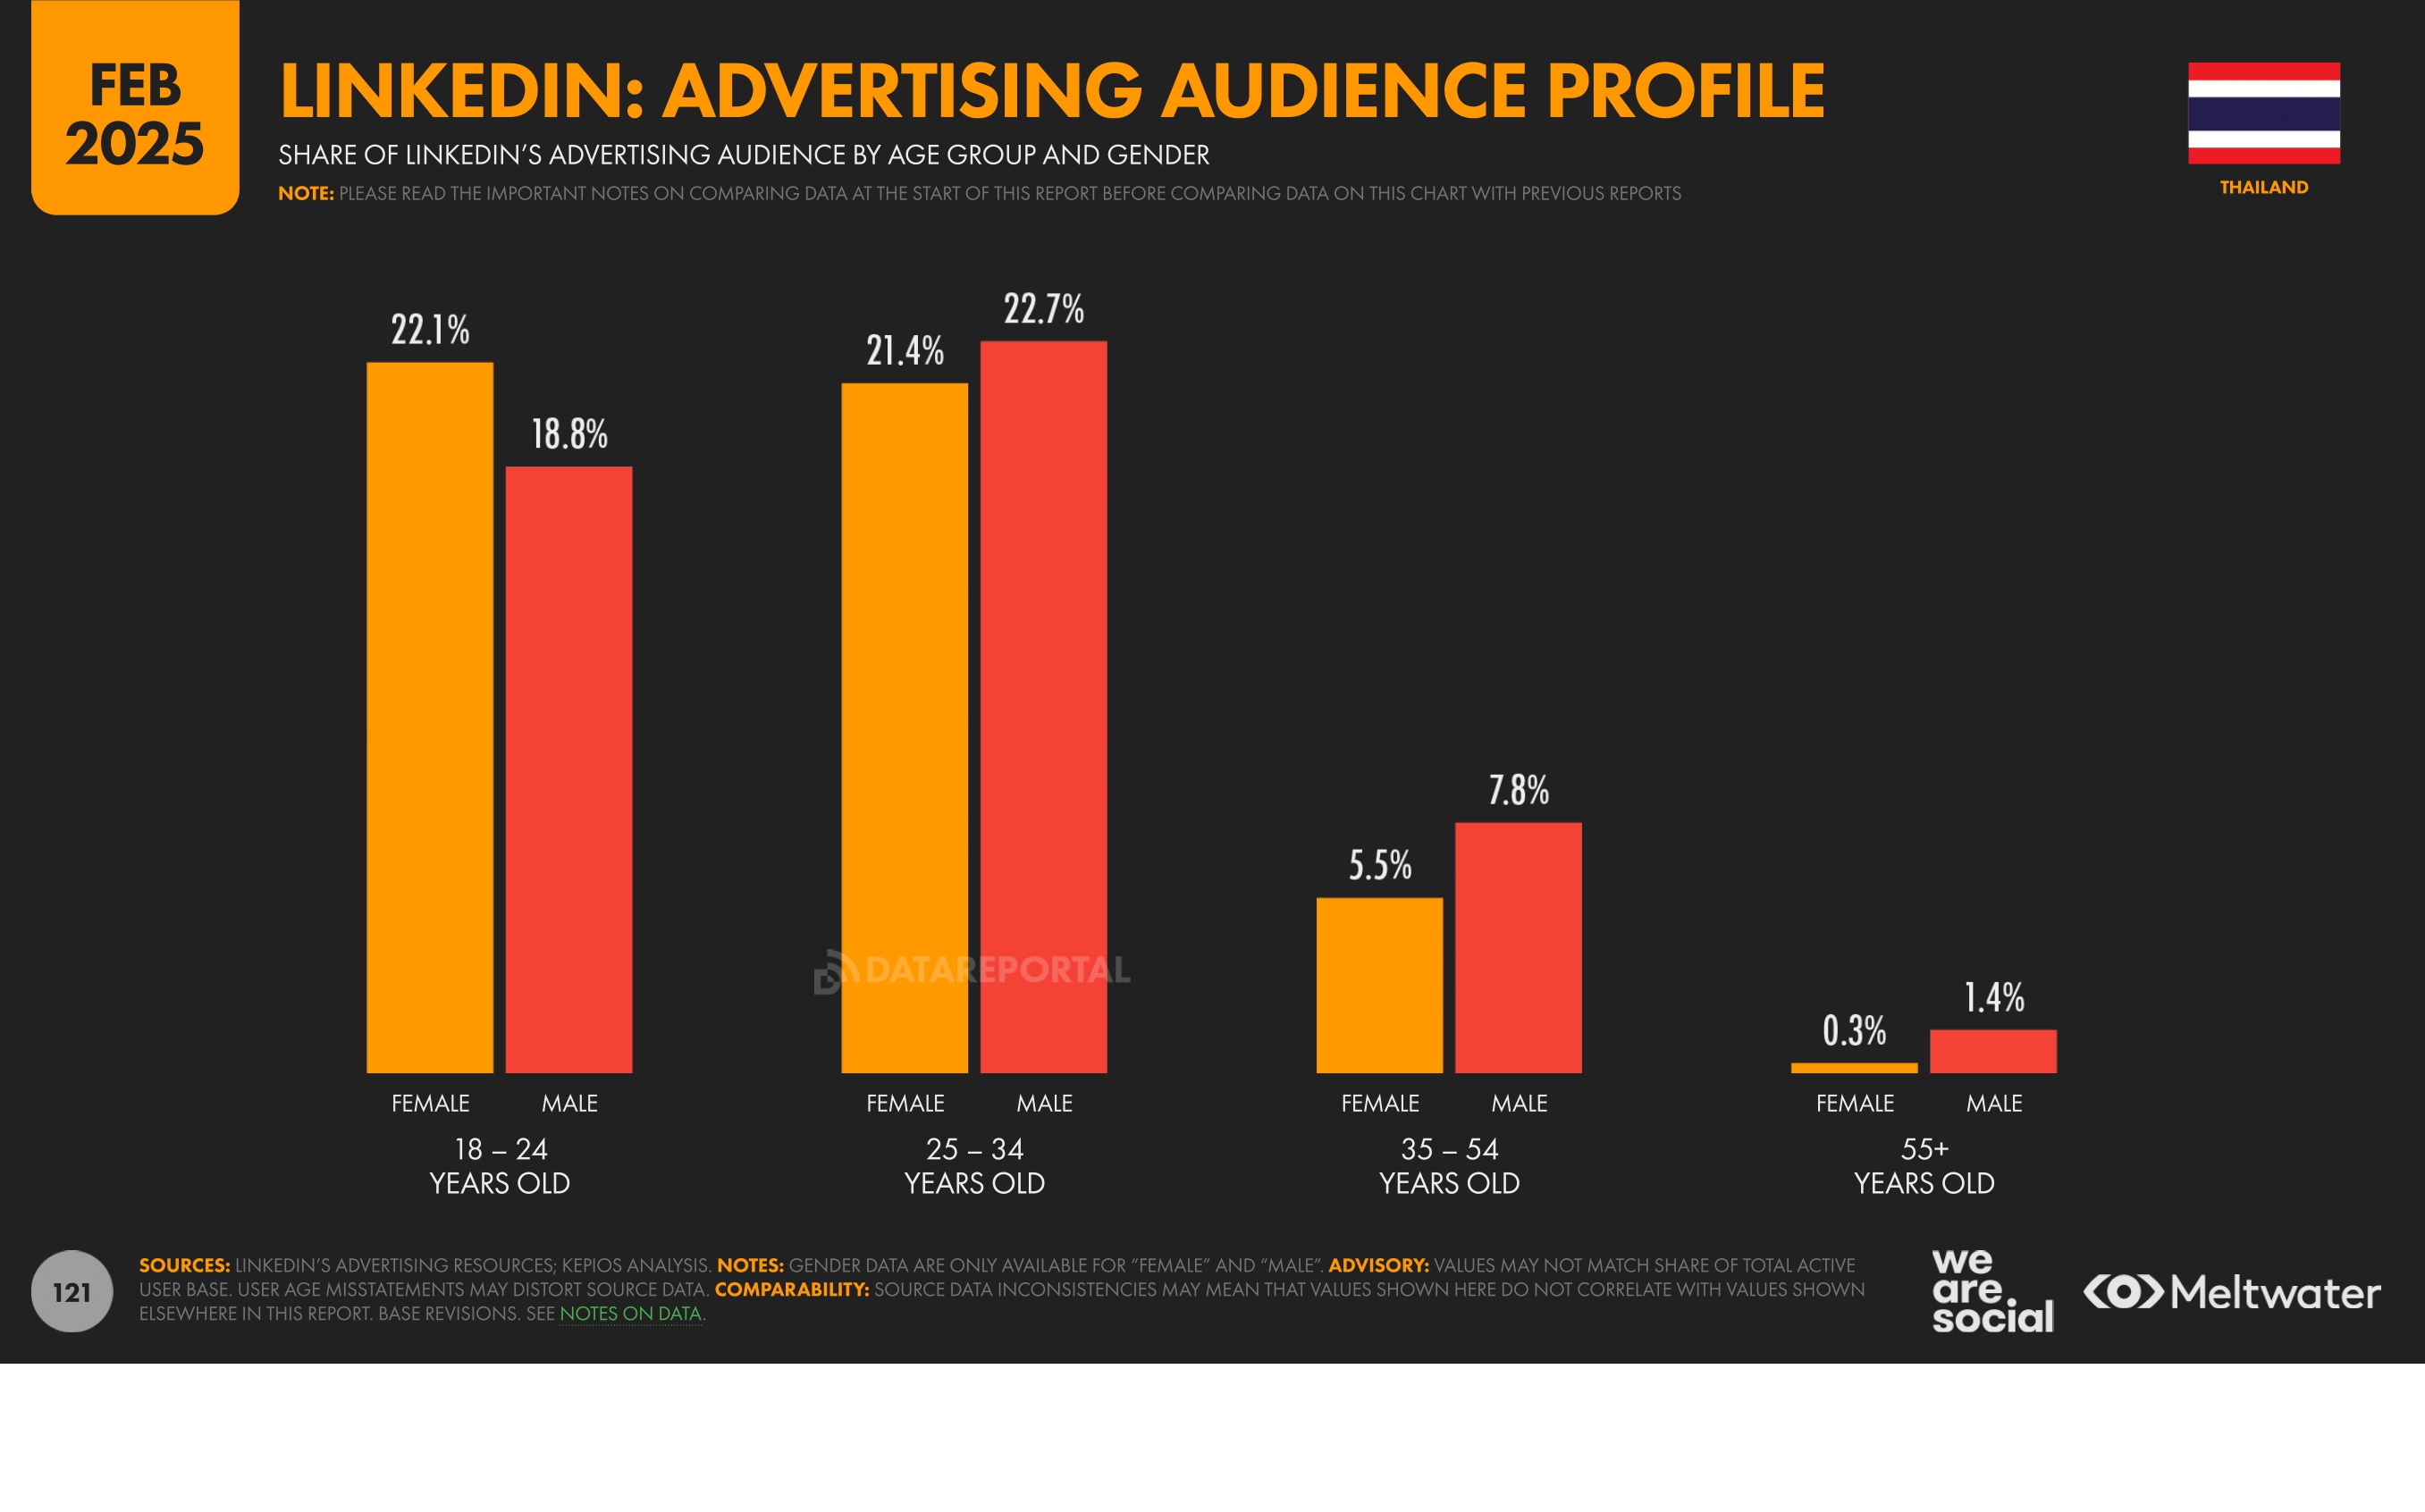 FEB
2025
LINKEDIN: ADVERTISING AUDIENCE PROFILE
SHARE OF LINKEDIN’S ADVERTISING AUDIENCE BY AGE GROUP AND GENDER
NOTE: PLEASE READ THE IMPORTANT NOTES ON COMPARING DATA AT THE START OF THIS REPORT BEFORE COMPARING DATA ON THIS CHART WITH PREVIOUS REPORTS
THAILAND
22.1%
18.8%
21.4%
22.7%
5.5%
7.8%
0.3%
1.4%
DATAREPORTAL
FEMALE MALE FEMALE MALE FEMALE MALE FEMALE MALE
18 – 24
YEARS OLD
25 – 34
YEARS OLD
35 – 54
YEARS OLD
55+
YEARS OLD
121
SOURCES: LINKEDIN’S ADVERTISING RESOURCES; KEPIOS ANALYSIS. NOTES: GENDER DATA ARE ONLY AVAILABLE FOR “FEMALE” AND “MALE”. ADVISORY: VALUES MAY NOT MATCH SHARE OF TOTAL ACTIVE
USER BASE. USER AGE MISSTATEMENTS MAY DISTORT SOURCE DATA. COMPARABILITY: SOURCE DATA INCONSISTENCIES MAY MEAN THAT VALUES SHOWN HERE DO NOT CORRELATE WITH VALUES SHOWN
ELSEWHERE IN THIS REPORT. BASE REVISIONS. SEE NOTES ON DATA.
we
are
social
Meltwater